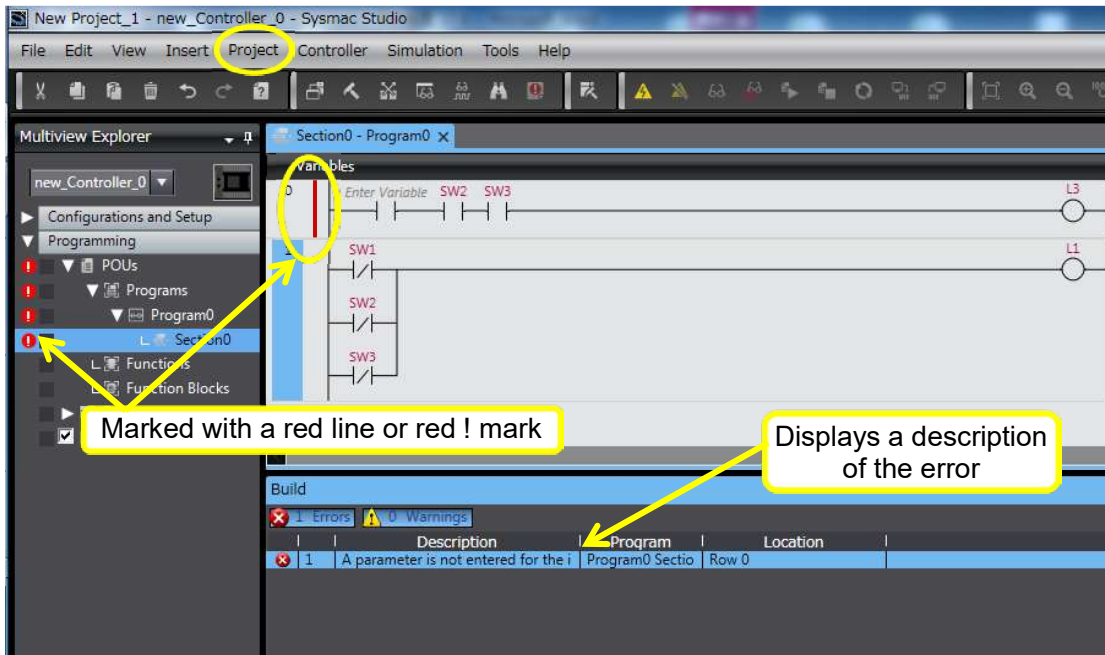 New Project_1 - new_Controller_0 - Sysmac Studio
File Edit View Insert Project Controller Simulation Tools Help
Multiview Explorer
Section0 - Program0
Variables
new_Controller_0
Configurations and Setup
Programming
POUs
Programs
Program0
Section0
Functions
Function Blocks
0
Enter Variable SW2 SW3 L3
1
SW1 L1
SW2
SW3
Marked with a red line or red ! mark
Displays a description
of the error
Build
1 Errors 0 Warnings
Description Program Location
1 A parameter is not entered for the i Program0 Sectio Row 0